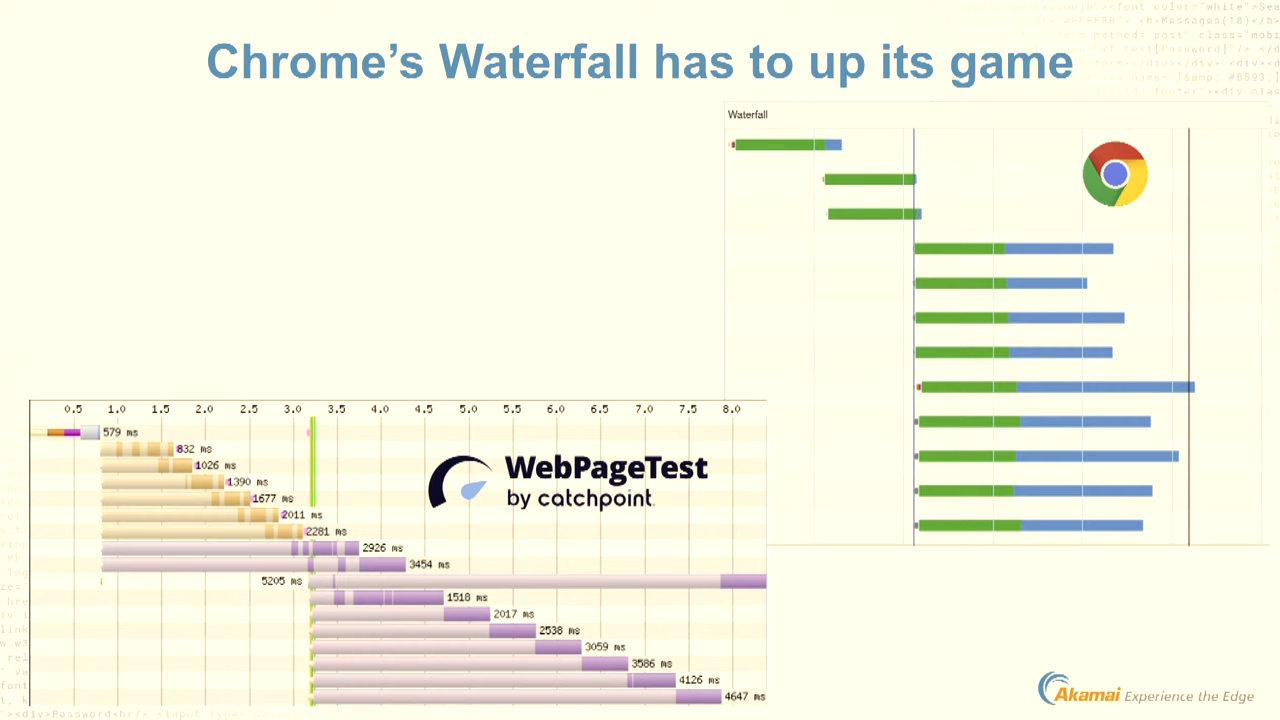 Chrome’s Waterfall has to up its game
Waterfall
0.5 1.0 1.5 2.0 2.5 3.0 3.5 4.0 4.5 5.0 5.5 6.0 6.5 7.0 7.5 8.0
579 ms
832 ms
1026 ms
1390 ms
1677 ms
2011 ms
2281 ms
2926 ms
3454 ms
5205 ms
1518 ms
2017 ms
2538 ms
3059 ms
3586 ms
4126 ms
4647 ms
WebPageTest
by catchpoint
Akamai Experience the Edge